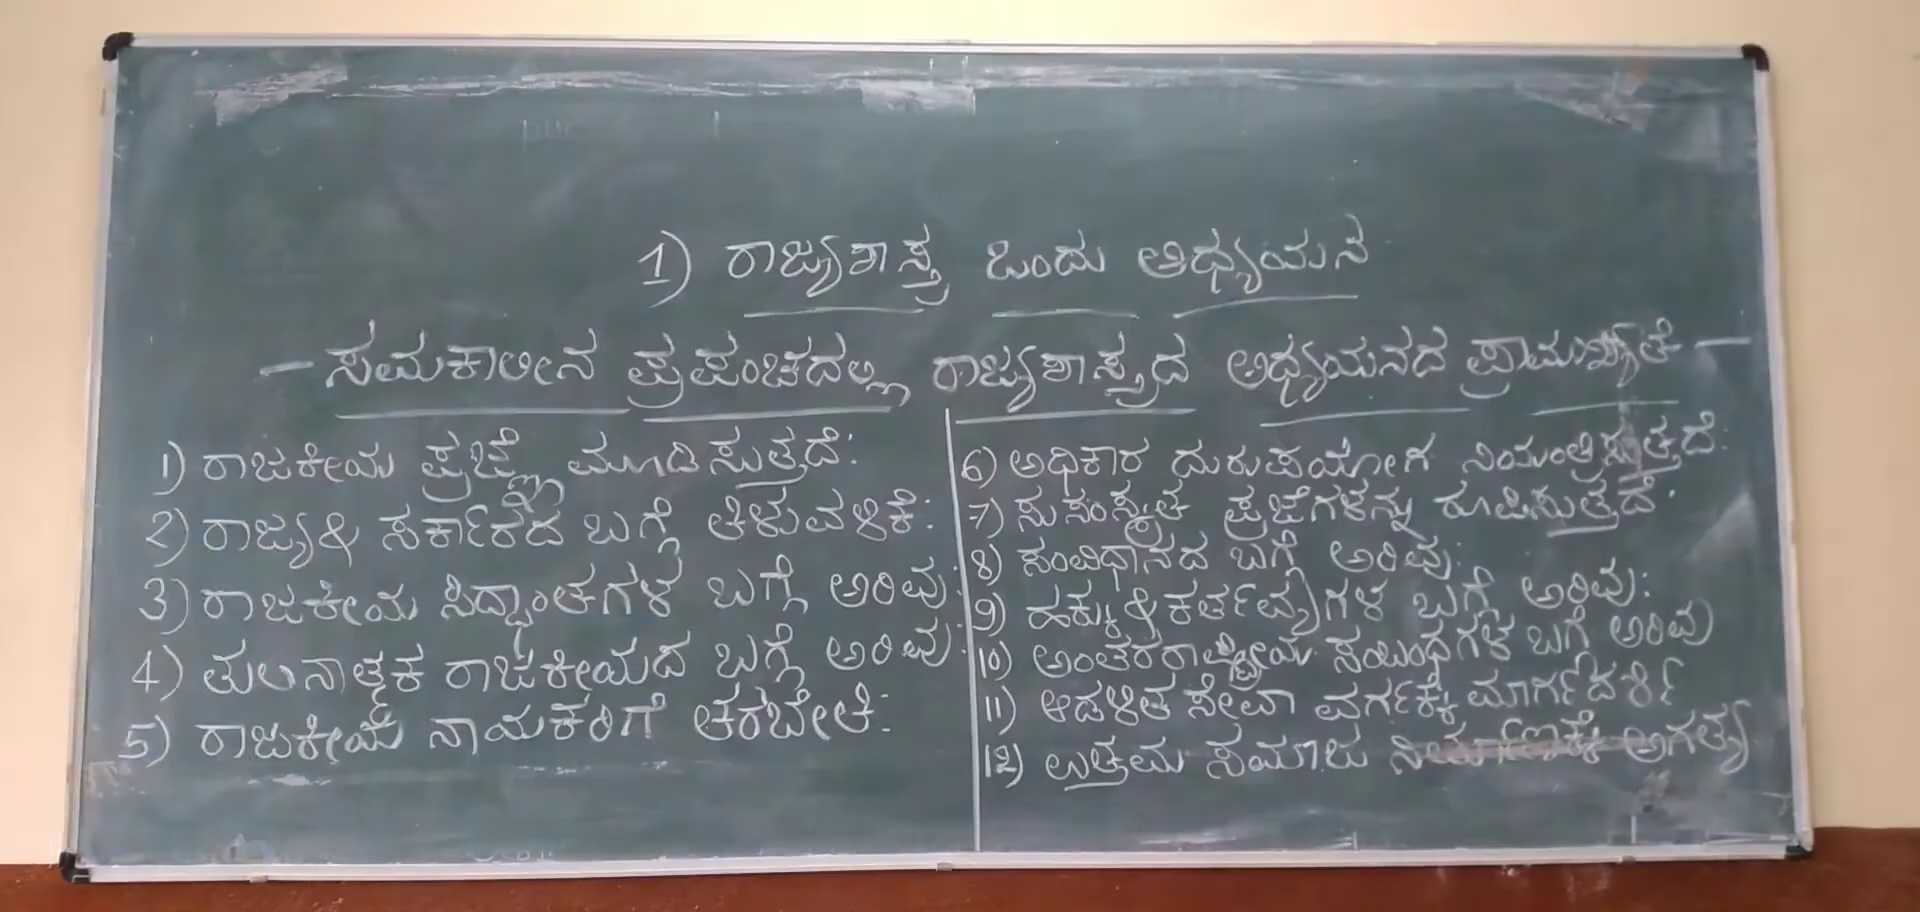 1) ರಾಜ್ಯಶಾಸ್ತ್ರ ಒಂದು ಅಧ್ಯಯನ
– ಸಮಕಾಲೀನ ಪ್ರಪಂಚದಲ್ಲಿ ರಾಜ್ಯಶಾಸ್ತ್ರದ ಅಧ್ಯಯನದ ಪ್ರಾಮುಖ್ಯತೆ –
1) ರಾಜಕೀಯ ಪ್ರಜ್ಞೆ ಮೂಡಿಸುತ್ತದೆ:
2) ರಾಜ್ಯ & ಸರ್ಕಾರದ ಬಗ್ಗೆ ತಿಳುವಳಿಕೆ:
3) ರಾಜಕೀಯ ಸಿದ್ಧಾಂತಗಳ ಬಗ್ಗೆ ಅರಿವು:
4) ತುಲನಾತ್ಮಕ ರಾಜಕೀಯದ ಬಗ್ಗೆ ಅರಿವು:
5) ರಾಜಕೀಯ ನಾಯಕರಿಗೆ ತರಬೇತಿ:
6) ಅಧಿಕಾರ ದುರುಪಯೋಗ ನಿಯಂತ್ರಿಸುತ್ತದೆ:
7) ಸುಸಂಸ್ಕೃತ ಪ್ರಜೆಗಳನ್ನು ರೂಪಿಸುತ್ತದೆ:
8) ಸಂವಿಧಾನದ ಬಗ್ಗೆ ಅರಿವು:
9) ಹಕ್ಕು & ಕರ್ತವ್ಯಗಳ ಬಗ್ಗೆ ಅರಿವು:
10) ಅಂತರರಾಷ್ಟ್ರೀಯ ಸಂಬಂಧಗಳ ಬಗ್ಗೆ ಅರಿವು
11) ಆಡಳಿತ ಸೇವಾ ವರ್ಗಕ್ಕೆ ಮಾರ್ಗದರ್ಶಿ
12) ಉತ್ತಮ ಸಮಾಜ ನಿರ್ಮಾಣಕ್ಕೆ ಅಗತ್ಯ